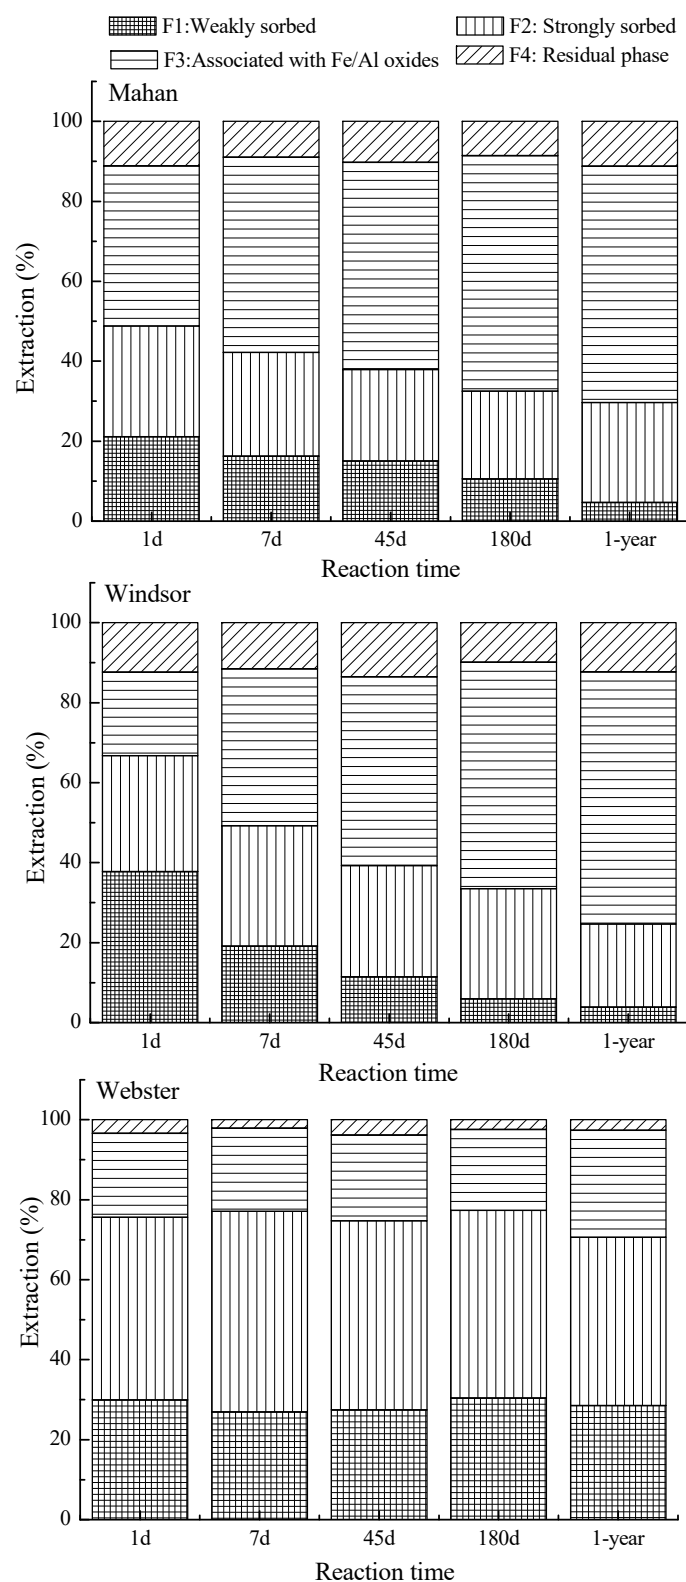 F1:Weakly sorbed
F2: Strongly sorbed
F3:Associated with Fe/Al oxides
F4: Residual phase
Mahan
100
80
60
40
20
0
Extraction (%)
1d 7d 45d 180d 1-year
Reaction time
Windsor
100
80
60
40
20
0
Extraction (%)
1d 7d 45d 180d 1-year
Reaction time
Webster
100
80
60
40
20
0
Extraction (%)
1d 7d 45d 180d 1-year
Reaction time